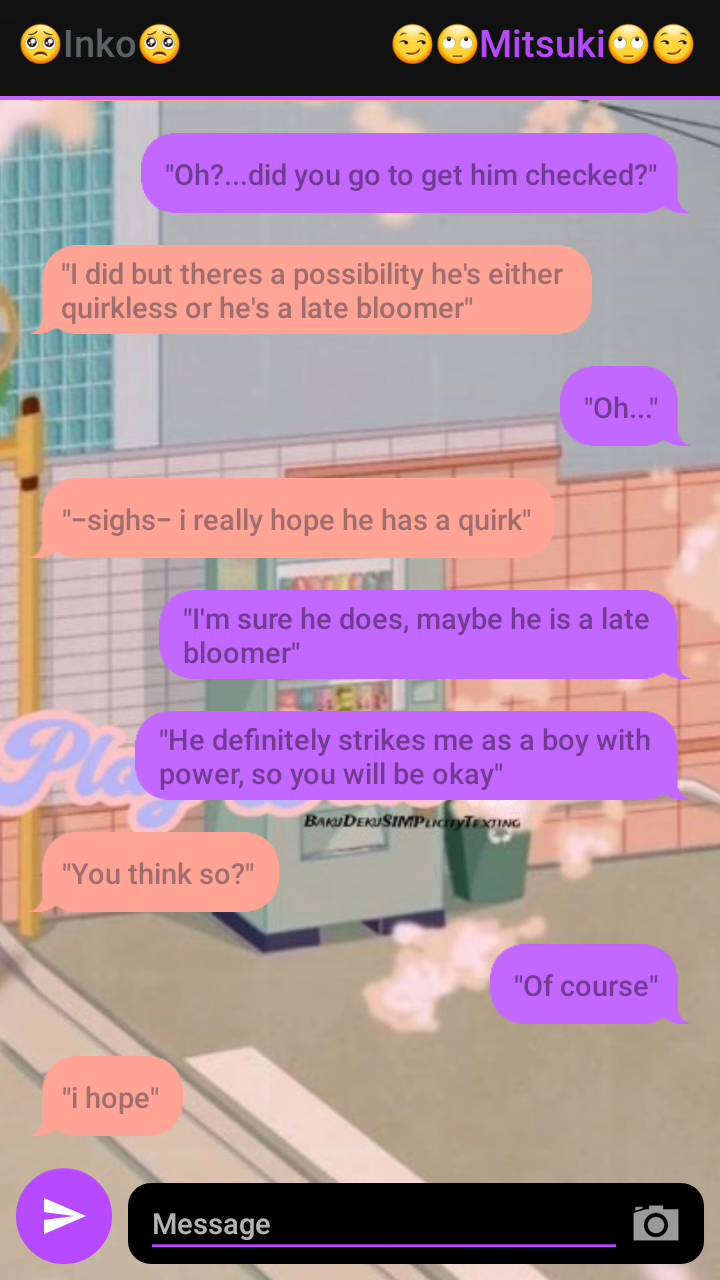 🥺Inko🥺 😏🙄Mitsuki🙄😏
"Oh?...did you go to get him checked?"
"I did but theres a possibility he's either
quirkless or he's a late bloomer"
"Oh..."
"–sighs– i really hope he has a quirk"
"I'm sure he does, maybe he is a late
bloomer"
"He definitely strikes me as a boy with
power, so you will be okay"
BakuDekuSIMPlicityTexting
"You think so?"
"Of course"
"i hope"
Message